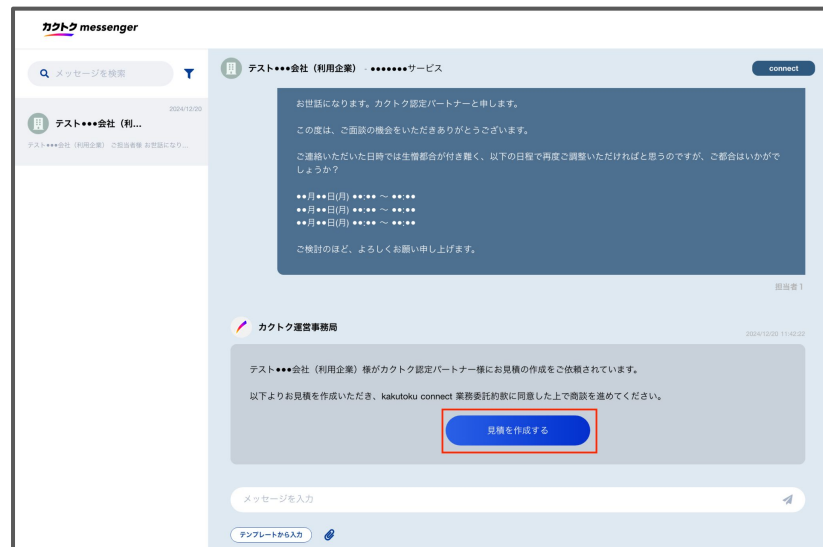 カクトク messenger
メッセージを検索
テスト●●●会社（利用企業） - ●●●●●●●サービス
connect
2024/12/20
テスト●●●会社（利...
テスト●●●会社（利用企業） ご担当者様 お世話になり...
お世話になります。カクトク認定パートナーと申します。
この度は、ご面談の機会をいただきありがとうございます。
ご連絡いただいた日時では生憎都合が付き難く、以下の日程で再度ご調整いただければと思うのですが、ご都合はいかがで
しょうか？
●●月●●日(月) ●●:●● 〜 ●●:●●
●●月●●日(月) ●●:●● 〜 ●●:●●
●●月●●日(月) ●●:●● 〜 ●●:●●
ご検討のほど、よろしくお願い申し上げます。
担当者1
カクトク運営事務局
2024/12/20 11:42:22
テスト●●●会社（利用企業）様がカクトク認定パートナー様にお見積の作成をご依頼されています。
以下よりお見積を作成いただき、kakutoku connect 業務委託約款に同意した上で商談を進めてください。
見積を作成する
メッセージを入力
テンプレートから入力